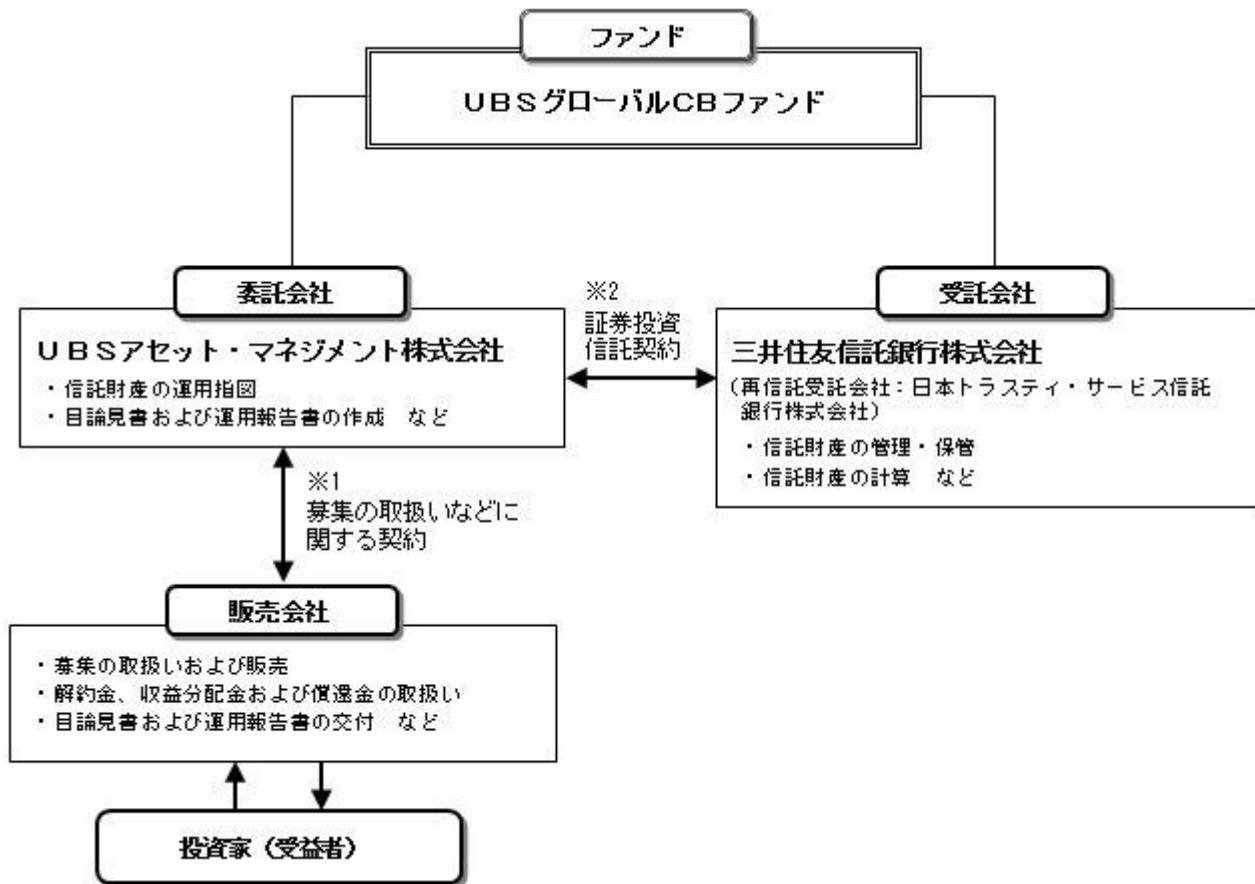 ファンド
UBSグローバルCBファンド
委託会社
UBSアセット・マネジメント株式会社
・信託財産の運用指図
・目論見書および運用報告書の作成　など
※2
証券投資
信託契約
受託会社
三井住友信託銀行株式会社
(再信託受託会社:日本トラスティ・サービス信託
銀行株式会社)
・信託財産の管理・保管
・信託財産の計算　など
※1
募集の取扱いなどに
関する契約
販売会社
・募集の取扱いおよび販売
・解約金、収益分配金および償還金の取扱い
・目論見書および運用報告書の交付　など
投資家(受益者)